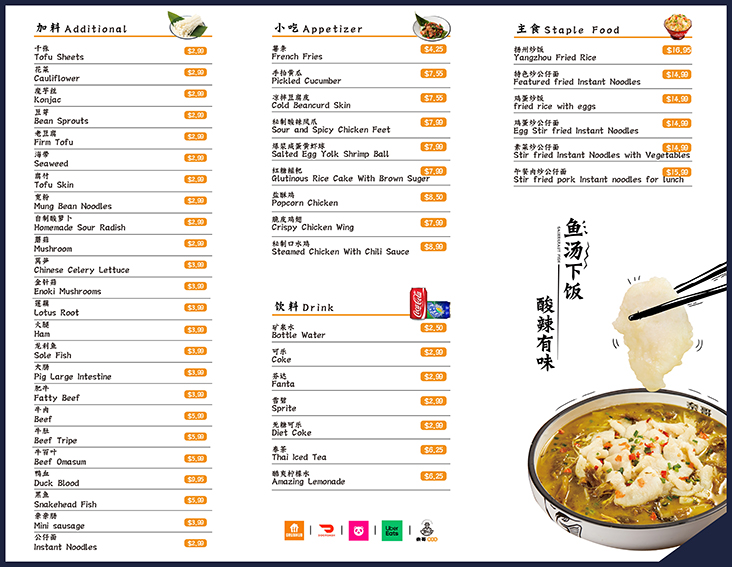 加料 Additional
千张 $2,99
Tofu Sheets
花菜 $2,99
Cauliflower
魔芋丝 $2,99
Konjac
豆芽 $2,99
Bean Sprouts
老豆腐 $2,99
Firm Tofu
海带 $2,99
Seaweed
腐竹 $2,99
Tofu Skin
宽粉 $2,99
Mung Bean Noodles
自制酸萝卜 $2,99
Homemade Sour Radish
蘑菇 $2,99
Mushroom
莴笋 $3,99
Chinese Celery Lettuce
金针菇 $3,99
Enoki Mushrooms
莲藕 $3,99
Lotus Root
火腿 $3,99
Ham
龙利鱼 $3,99
Sole Fish
大肠 $3,99
Pig Large Intestine
肥牛 $3,99
Fatty Beef
牛肉 $5,99
Beef
牛肚 $5,99
Beef Tripe
牛百叶 $5,99
Beef Omasum
鸭血 $9,95
Duck Blood
黑鱼 $5,99
Snakehead Fish
亲亲肠 $3,99
Mini sausage
公仔面 $2,99
Instant Noodles
小吃 Appetizer
薯条 $4,25
French Fries
手拍黄瓜 $7,55
Pickled Cucumber
凉拌豆腐皮 $7,55
Cold Beancurd Skin
秘制酸辣凤爪 $7,99
Sour and Spicy Chicken Feet
爆浆咸蛋黄虾球 $7,99
Salted Egg Yolk Shrimp Ball
红糖糍粑 $7,99
Glutinous Rice Cake With Brown Suger
盐酥鸡 $8,50
Popcorn Chicken
脆皮鸡翅 $7,99
Crispy Chicken Wing
秘制口水鸡 $8,99
Steamed Chicken With Chili Sauce
饮料 Drink
矿泉水 $2,50
Bottle Water
可乐 $2,99
Coke
芬达 $2,99
Fanta
雪碧 $2,99
Sprite
无糖可乐 $2,99
Diet Coke
泰茶 $6,25
Thai Iced Tea
酷爽柠檬水 $6,25
Amazing Lemonade
Uber
Eats
主食 Staple Food
扬州炒饭 $16,95
Yangzhou Fried Rice
特色炒公仔面 $14,99
Featured fried Instant Noodles
鸡蛋炒饭 $14,99
fried rice with eggs
鸡蛋炒公仔面 $14,99
Egg Stir fried Instant Noodles
素菜炒公仔面 $14,99
Stir fried Instant Noodles with Vegetables
午餐肉炒公仔面 $15,99
Stir fried pork Instant noodles for lunch
鱼汤下饭
SAUERKRAUT FISH
酸辣有味